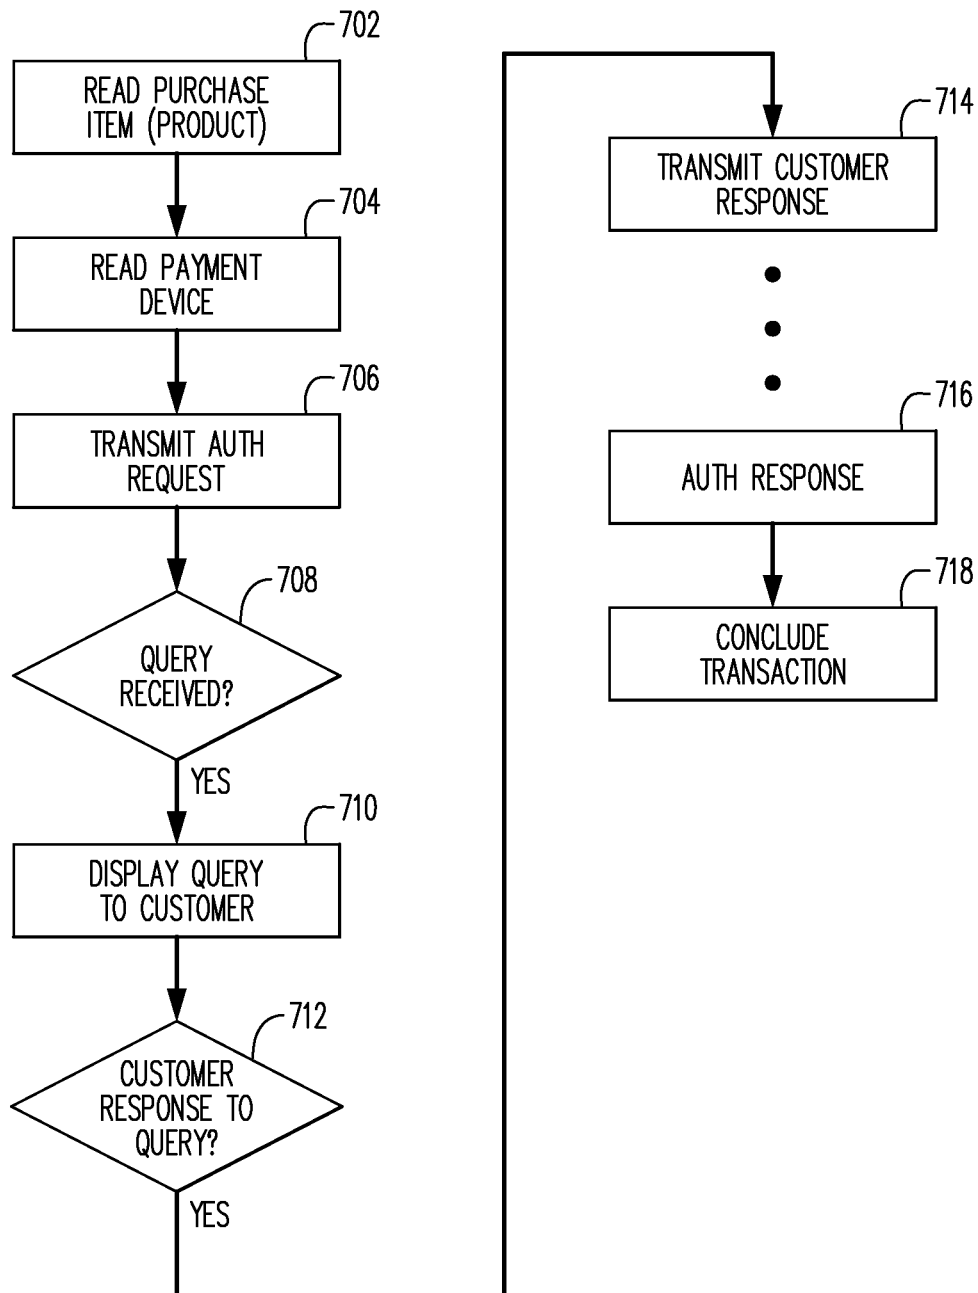 702
READ PURCHASE
ITEM (PRODUCT)
704
READ PAYMENT
DEVICE
706
TRANSMIT AUTH
REQUEST
708
QUERY
RECEIVED?
YES
710
DISPLAY QUERY
TO CUSTOMER
712
CUSTOMER
RESPONSE TO
QUERY?
YES
714
TRANSMIT CUSTOMER
RESPONSE
716
AUTH RESPONSE
718
CONCLUDE
TRANSACTION